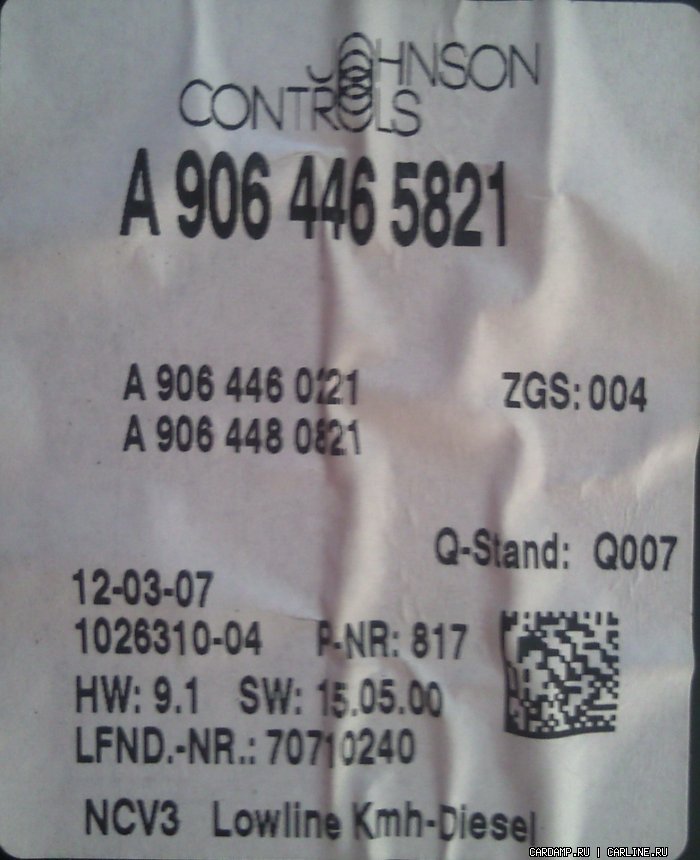 JOHNSON
CONTROLS
A 906 446 5821
A 906 446 0221 ZGS: 004
A 906 448 0821
Q-Stand: Q007
12-03-07
1026310-04 P-NR: 817
HW: 9.1 SW: 15.05.00
LFND.-NR.: 70710240
NCV3 Lowline Kmh-Diesel
CARDAMP.RU | CARLINE.RU